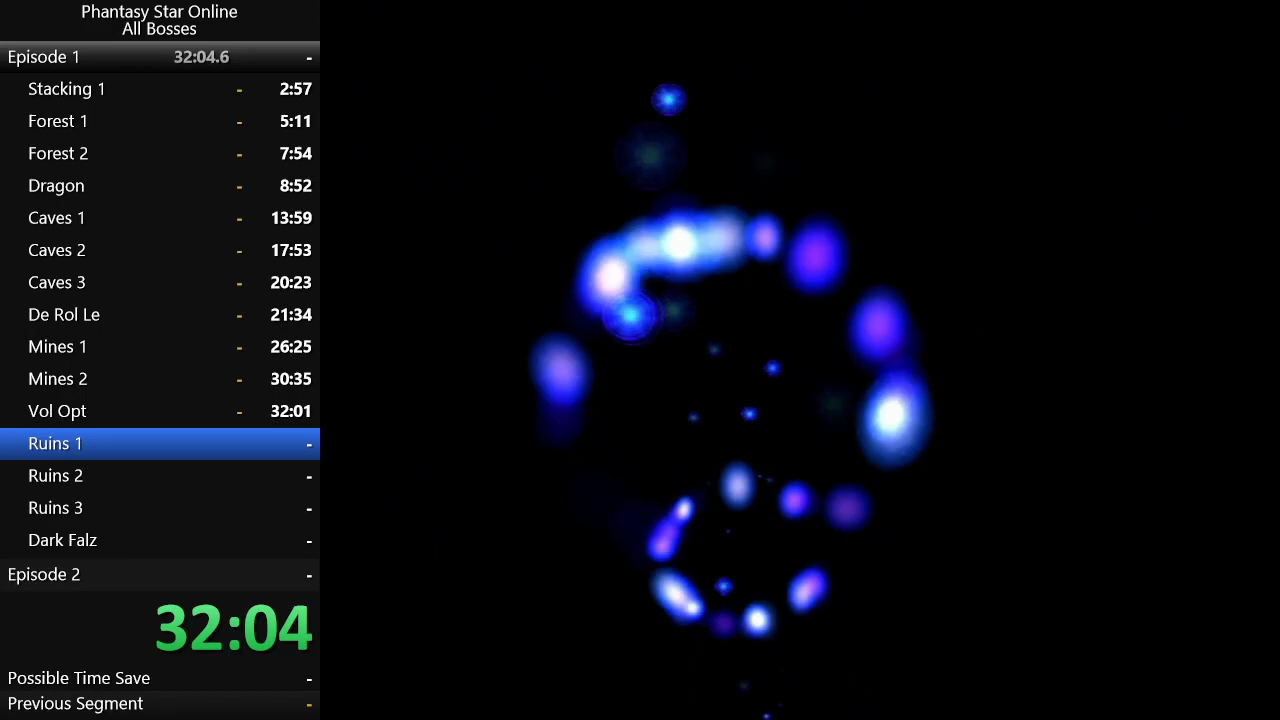 Phantasy Star Online
All Bosses
Episode 1 32:04.6 -
Stacking 1 - 2:57
Forest 1 - 5:11
Forest 2 - 7:54
Dragon - 8:52
Caves 1 - 13:59
Caves 2 - 17:53
Caves 3 - 20:23
De Rol Le - 21:34
Mines 1 - 26:25
Mines 2 - 30:35
Vol Opt - 32:01
Ruins 1 -
Ruins 2 -
Ruins 3 -
Dark Falz -
Episode 2 -
32:04
Possible Time Save -
Previous Segment -